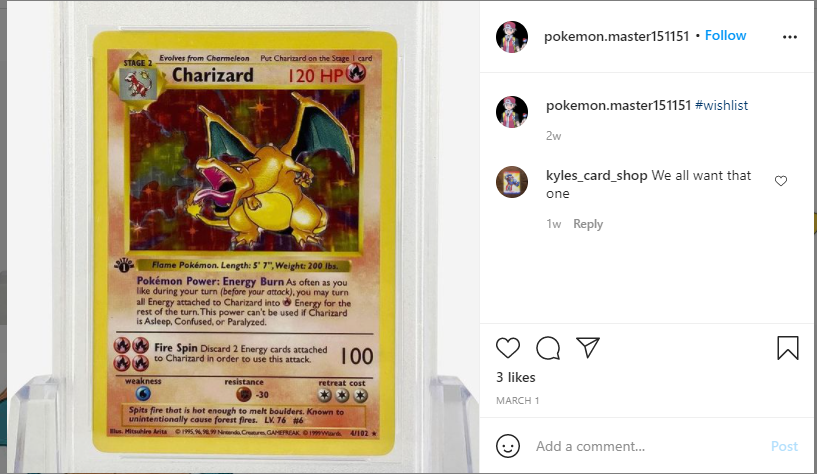 Evolves from Charmeleon Put Charizard on the Stage 1 card
STAGE 2
Charizard 120 HP
EDITION
1
Flame Pokémon. Length: 5' 7", Weight: 200 lbs.
Pokémon Power: Energy Burn As often as you
like during your turn (before your attack), you may turn
all Energy attached to Charizard into Energy for the
rest of the turn. This power can't be used if Charizard
is Asleep, Confused, or Paralyzed.
Fire Spin Discard 2 Energy cards attached
to Charizard in order to use this attack.
100
weakness resistance retreat cost
-30
Spits fire that is hot enough to melt boulders. Known to
unintentionally cause forest fires. LV. 76 #6
Illus. Mitsuhiro Arita © 1995, 96, 98, 99 Nintendo, Creatures, GAMEFREAK. © 1999 Wizards. 4/102 ★
pokemon.master151151 • Follow
pokemon.master151151 #wishlist
2w
kyles_card_shop We all want that
one
1w Reply
3 likes
MARCH 1
Add a comment... Post